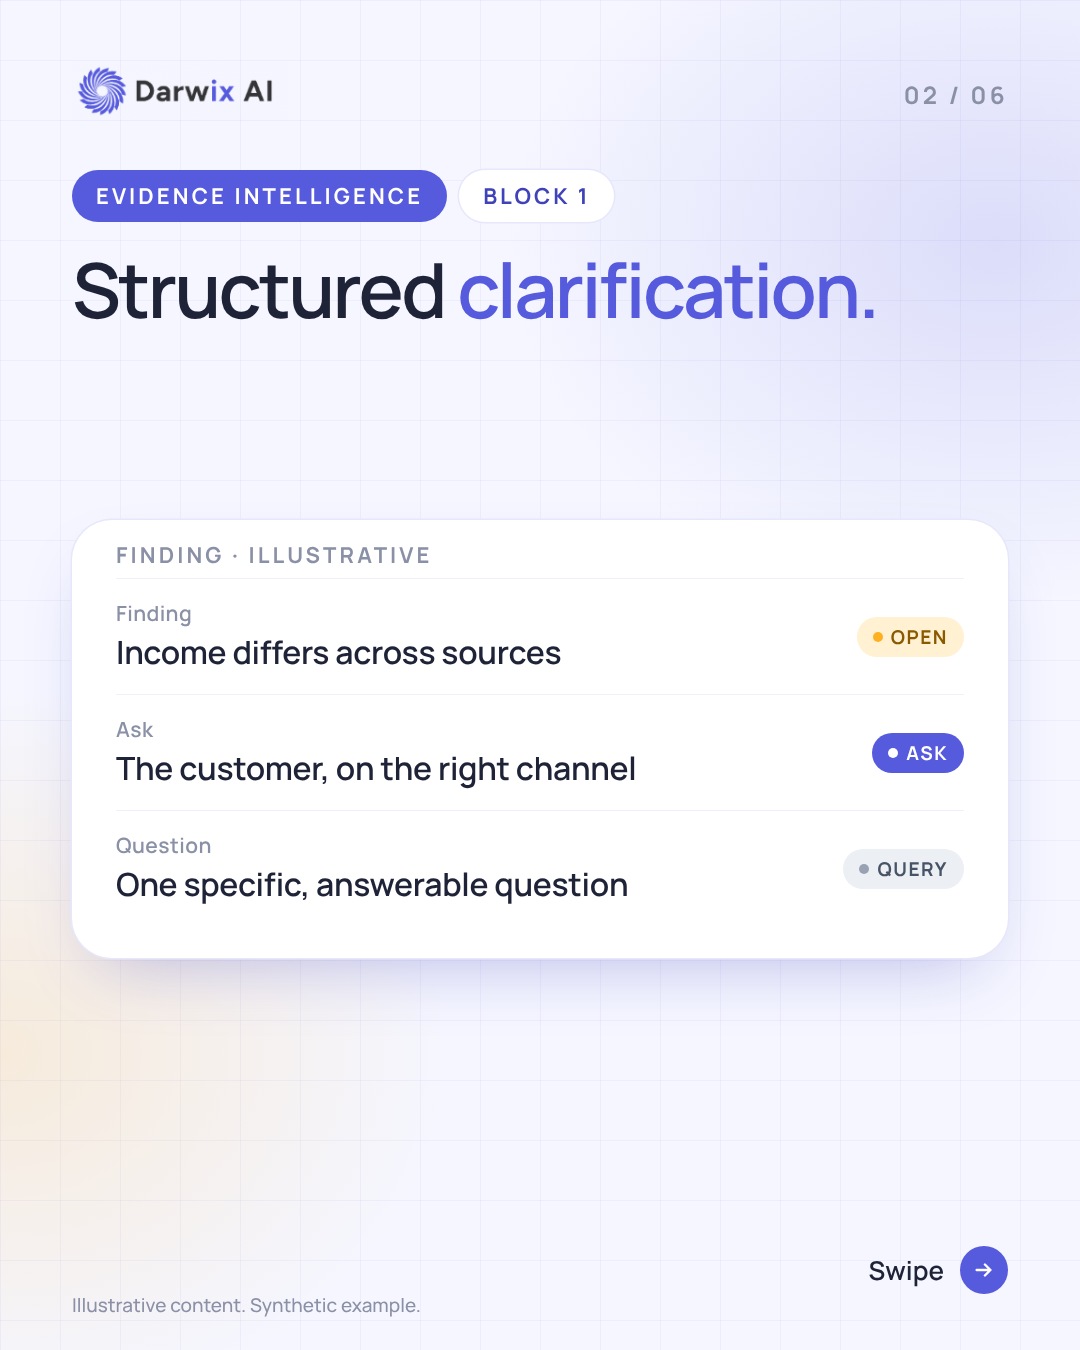 Darwix AI
02 / 06
EVIDENCE INTELLIGENCE
BLOCK 1
Structured clarification.
FINDING · ILLUSTRATIVE
Finding
Income differs across sources
OPEN
Ask
The customer, on the right channel
ASK
Question
One specific, answerable question
QUERY
Swipe
Illustrative content. Synthetic example.